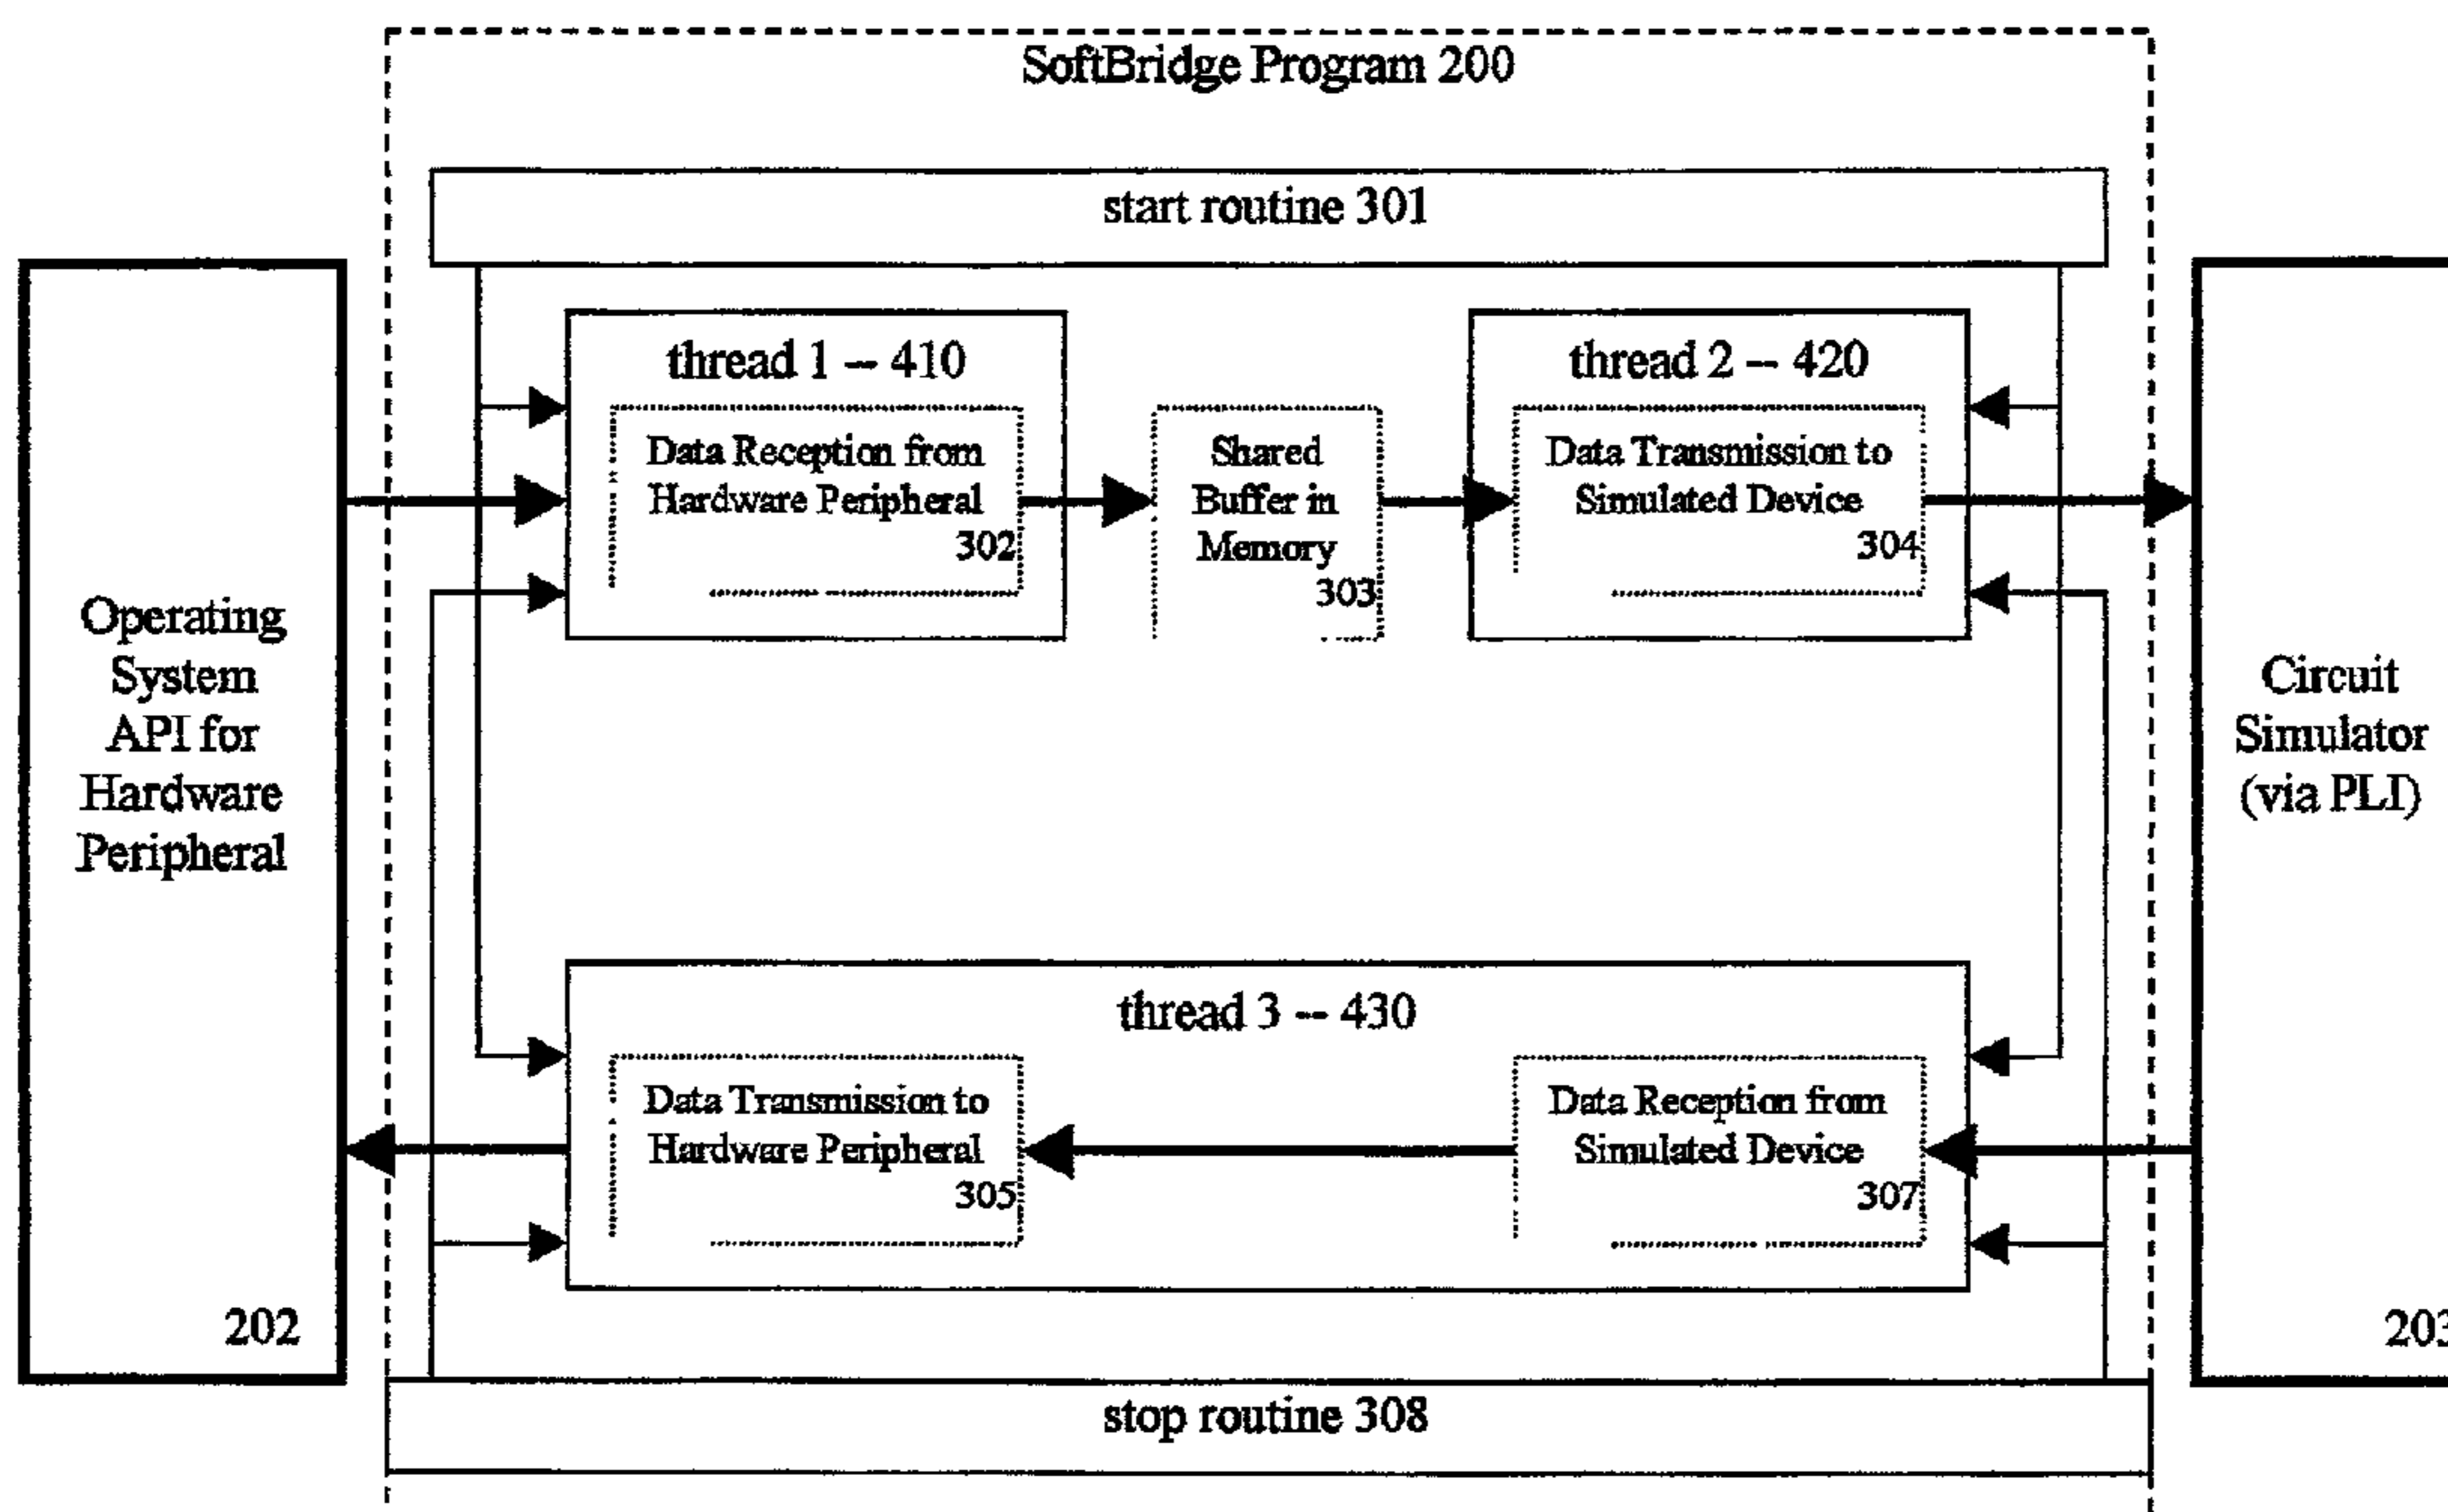 SoftBridge Program 200
start routine 301
thread 1 -- 410
Data Reception from
Hardware Peripheral
302
Shared
Buffer in
Memory
303
thread 2 -- 420
Data Transmission to
Simulated Device
304
Operating
System
API for
Hardware
Peripheral
202
Circuit
Simulator
(via PLI)
203
thread 3 -- 430
Data Transmission to
Hardware Peripheral
305
Data Reception from
Simulated Device
307
stop routine 308